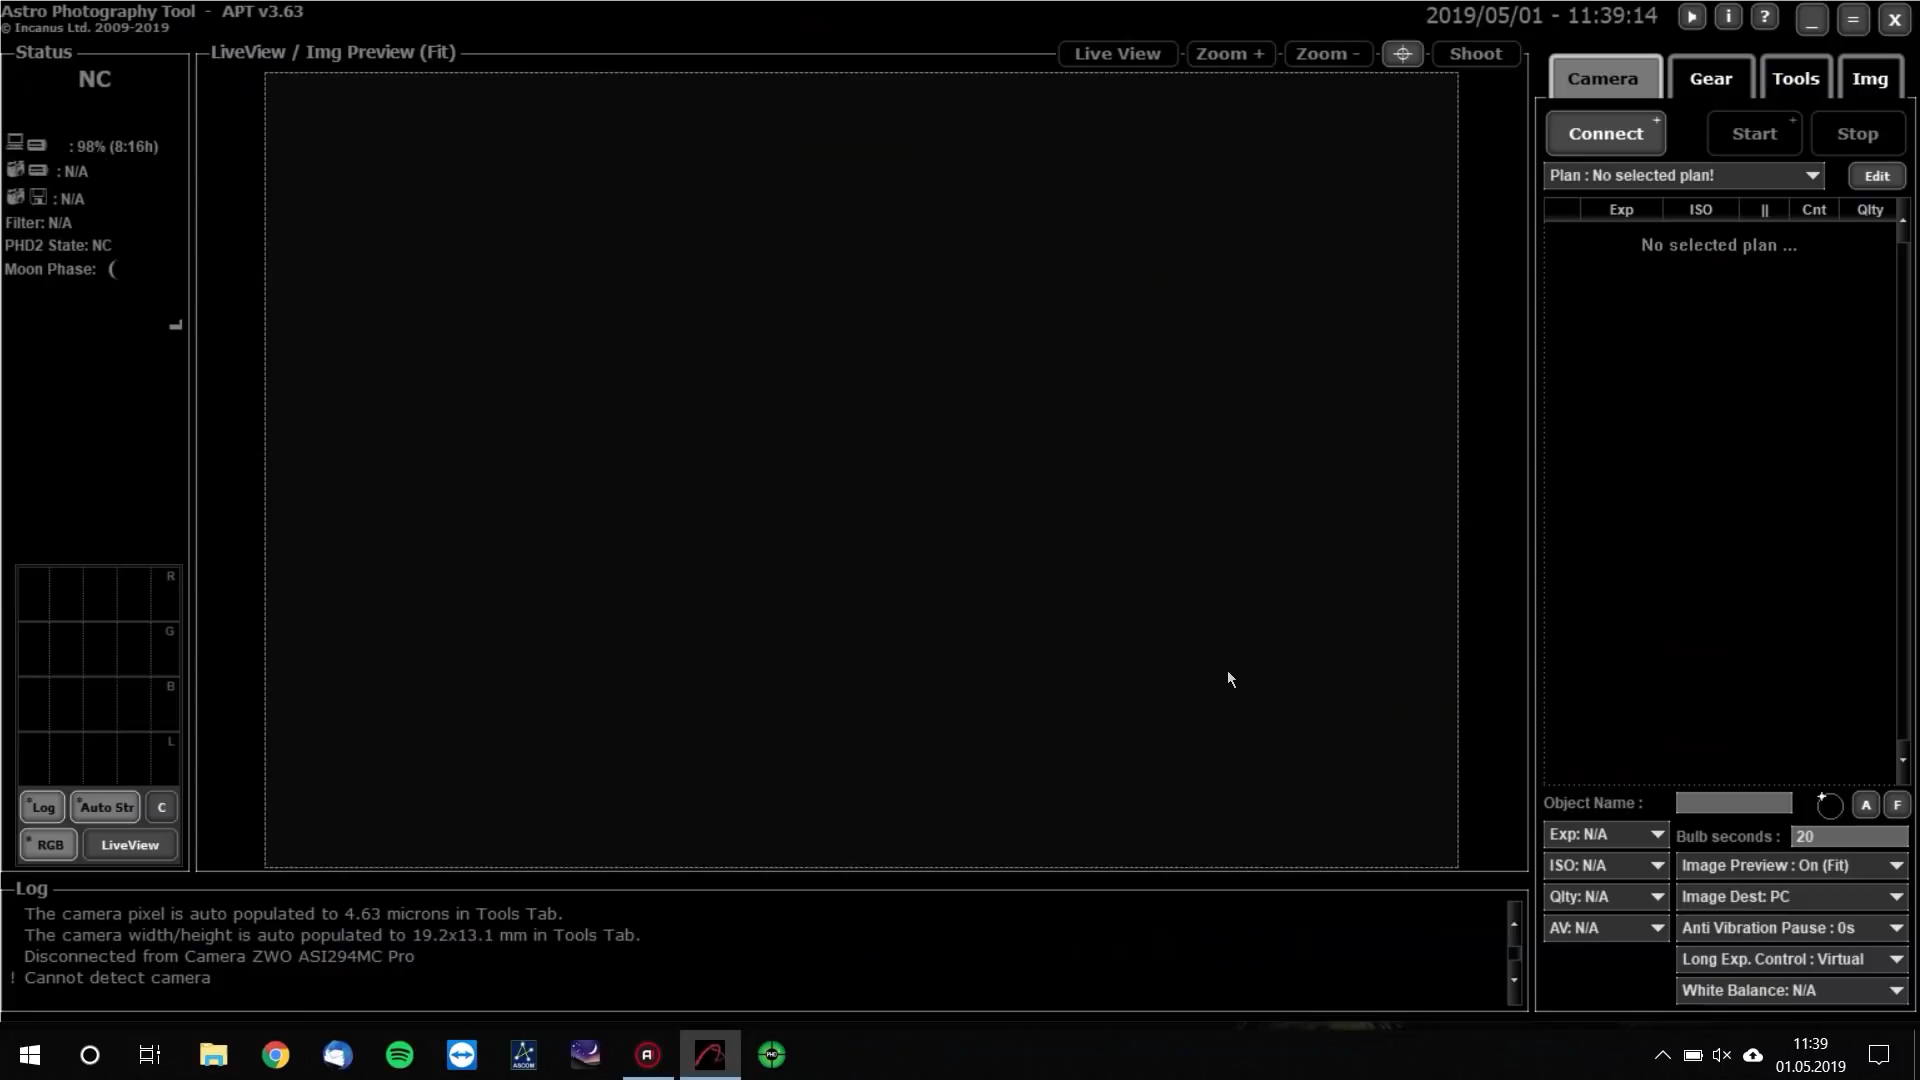 Astro Photography Tool - APT v3.63
© Incanus Ltd. 2009-2019
2019/05/01 - 11:39:14
i
?
_
=
X
Status
NC
: 98% (8:16h)
: N/A
: N/A
Filter: N/A
PHD2 State: NC
Moon Phase:
R
G
B
L
*Log
*Auto Str
C
* RGB
LiveView
LiveView / Img Preview (Fit)
Live View
Zoom +
Zoom -
Shoot
Camera
Gear
Tools
Img
Connect +
Start +
Stop
Plan : No selected plan!
Edit
Exp ISO || Cnt Qlty
No selected plan ...
Object Name :
A
F
Exp: N/A
Bulb seconds : 20
ISO: N/A
Image Preview : On (Fit)
Qlty: N/A
Image Dest: PC
AV: N/A
Anti Vibration Pause : 0s
Long Exp. Control : Virtual
White Balance: N/A
Log
The camera pixel is auto populated to 4.63 microns in Tools Tab.
The camera width/height is auto populated to 19.2x13.1 mm in Tools Tab.
Disconnected from Camera ZWO ASI294MC Pro
! Cannot detect camera
ASCOM
PHD
11:39
01.05.2019